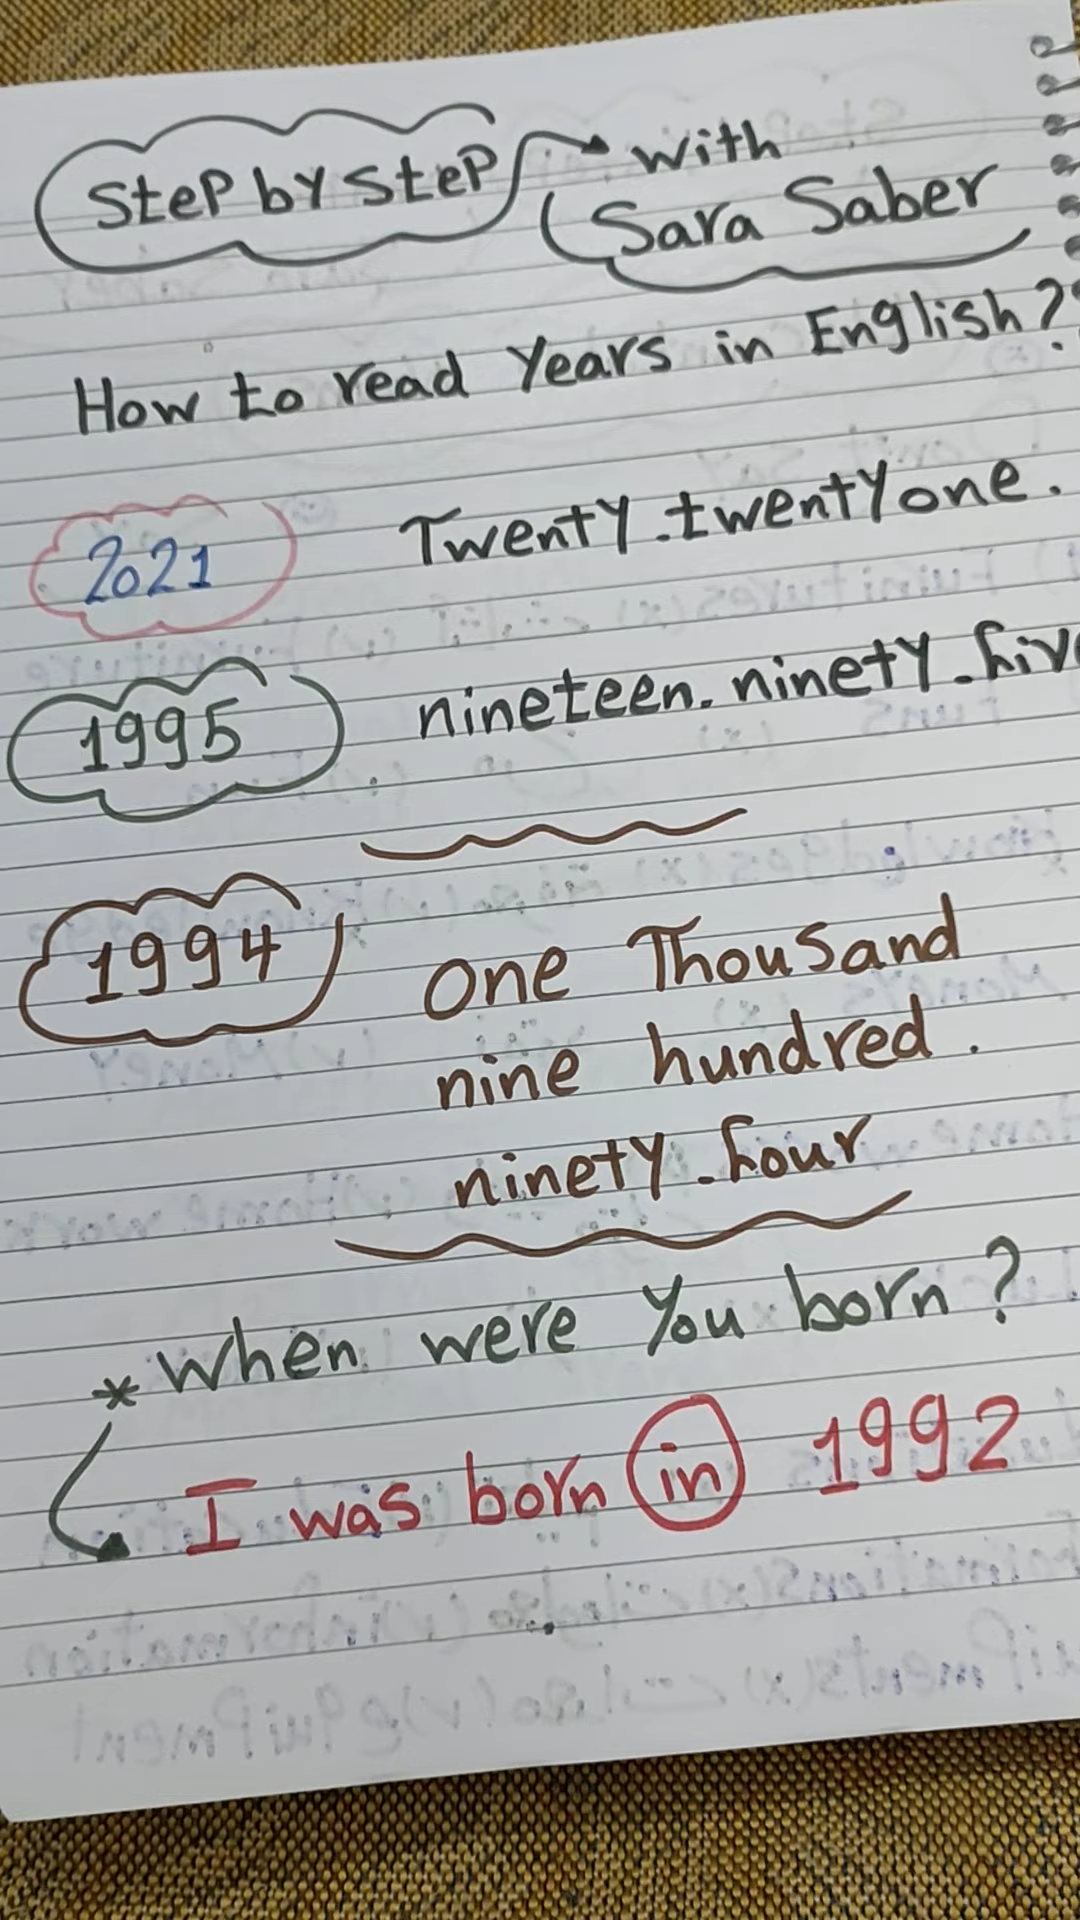 Step by step
with
Sara Saber
How to read Years in English?
2021 Twenty-twenty one.
1995 nineteen. ninety-five
1994 one Thousand
nine hundred.
ninety-four
* When were you born?
I was born in 1992